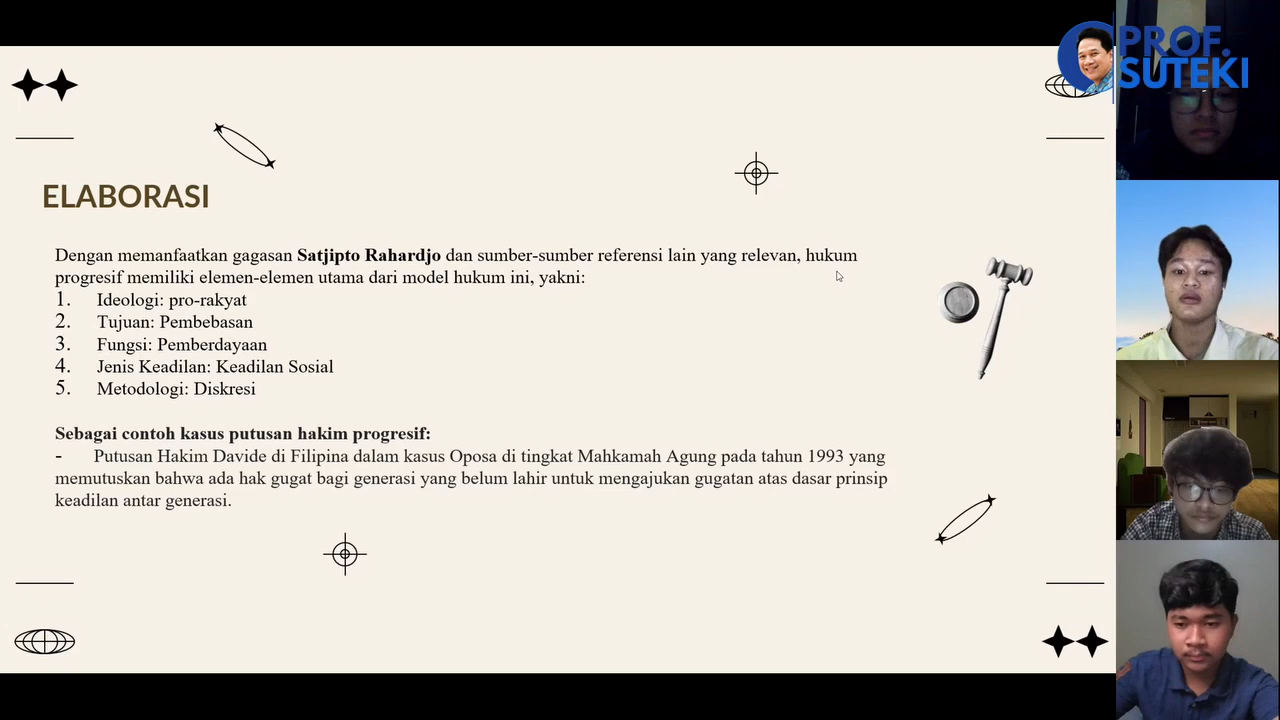 PROF.
SUTEKI
ELABORASI
Dengan memanfaatkan gagasan Satjipto Rahardjo dan sumber-sumber referensi lain yang relevan, hukum
progresif memiliki elemen-elemen utama dari model hukum ini, yakni:
1. Ideologi: pro-rakyat
2. Tujuan: Pembebasan
3. Fungsi: Pemberdayaan
4. Jenis Keadilan: Keadilan Sosial
5. Metodologi: Diskresi
Sebagai contoh kasus putusan hakim progresif:
- Putusan Hakim Davide di Filipina dalam kasus Oposa di tingkat Mahkamah Agung pada tahun 1993 yang
memutuskan bahwa ada hak gugat bagi generasi yang belum lahir untuk mengajukan gugatan atas dasar prinsip
keadilan antar generasi.